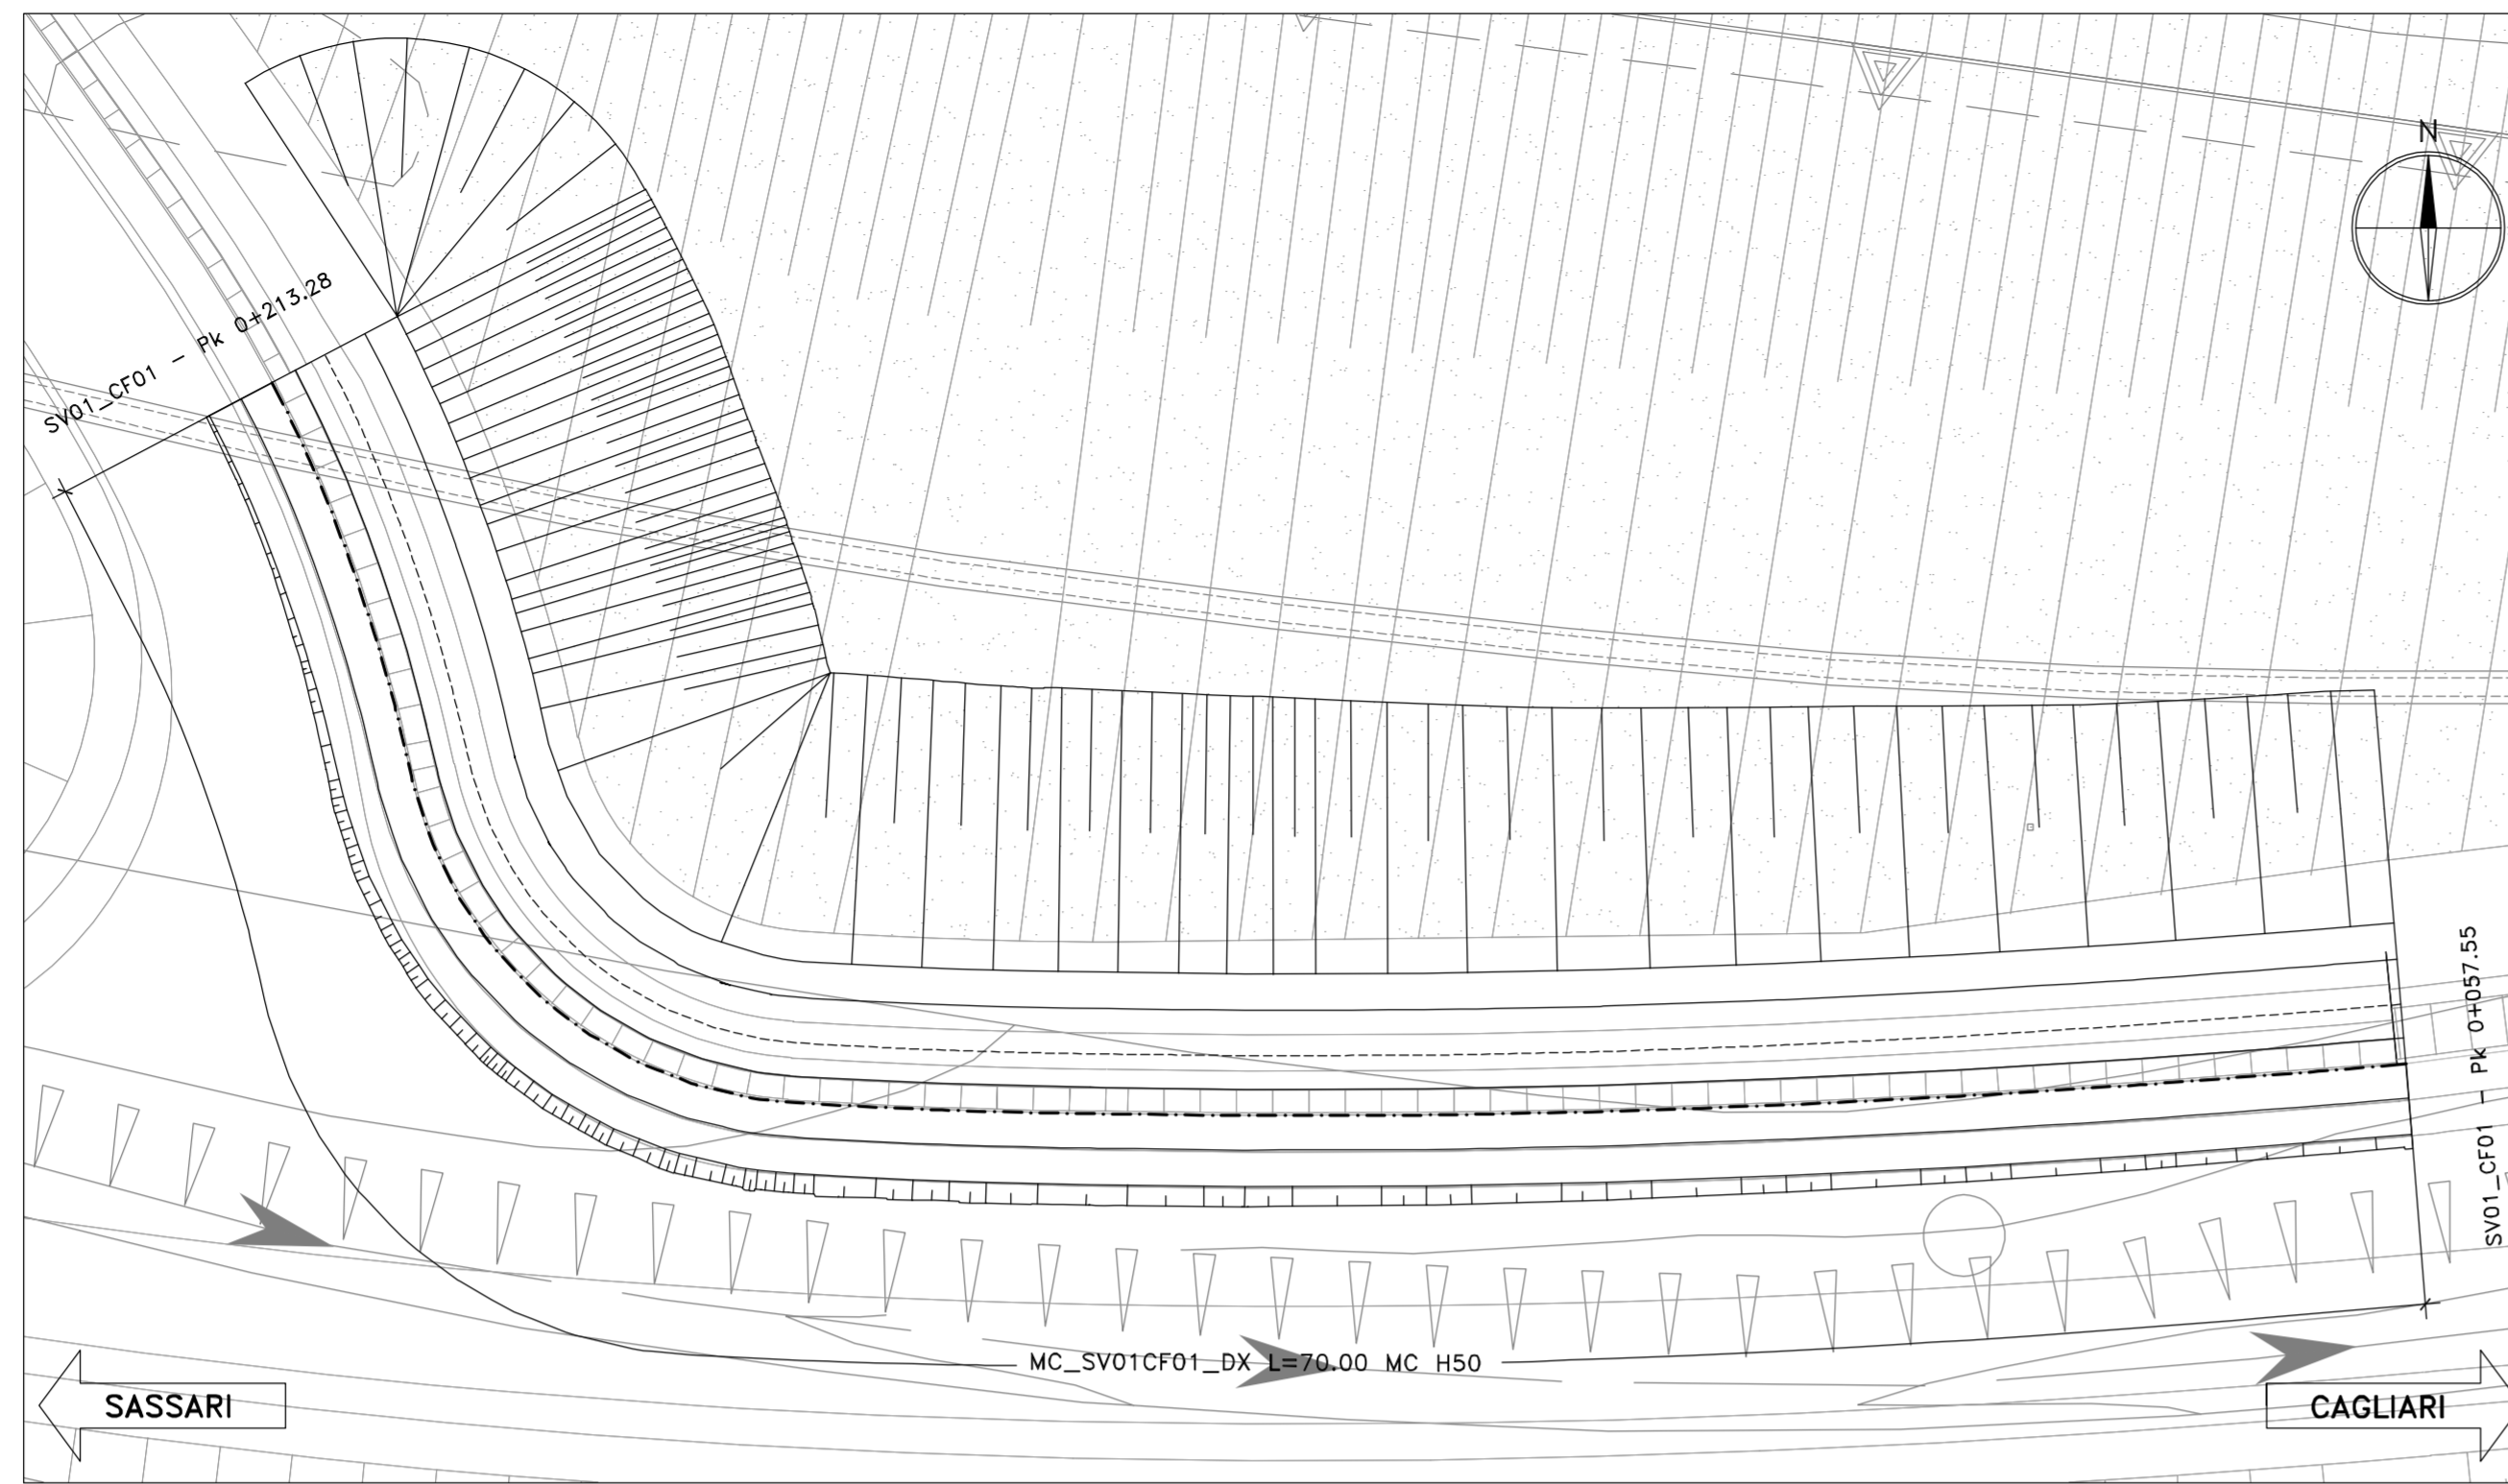 N
SV01_CF01 - Pk 0+213.28
SV01_CF01 - Pk 0+057.55
MC_SV01CF01_DX L=70.00 MC H50
SASSARI
CAGLIARI